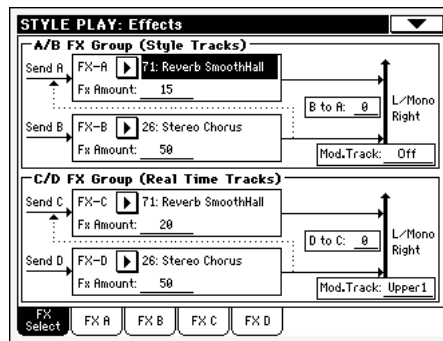 STYLE PLAY: Effects
A/B FX Group (Style Tracks)
Send A FX-A 71: Reverb SmoothHall
Fx Amount: 15
B to A: 0
L/Mono
Right
Send B FX-B 26: Stereo Chorus
Fx Amount: 50
Mod.Track: Off
C/D FX Group (Real Time Tracks)
Send C FX-C 71: Reverb SmoothHall
Fx Amount: 20
D to C: 0
L/Mono
Right
Send D FX-D 26: Stereo Chorus
Fx Amount: 50
Mod.Track: Upper1
FX Select FX A FX B FX C FX D